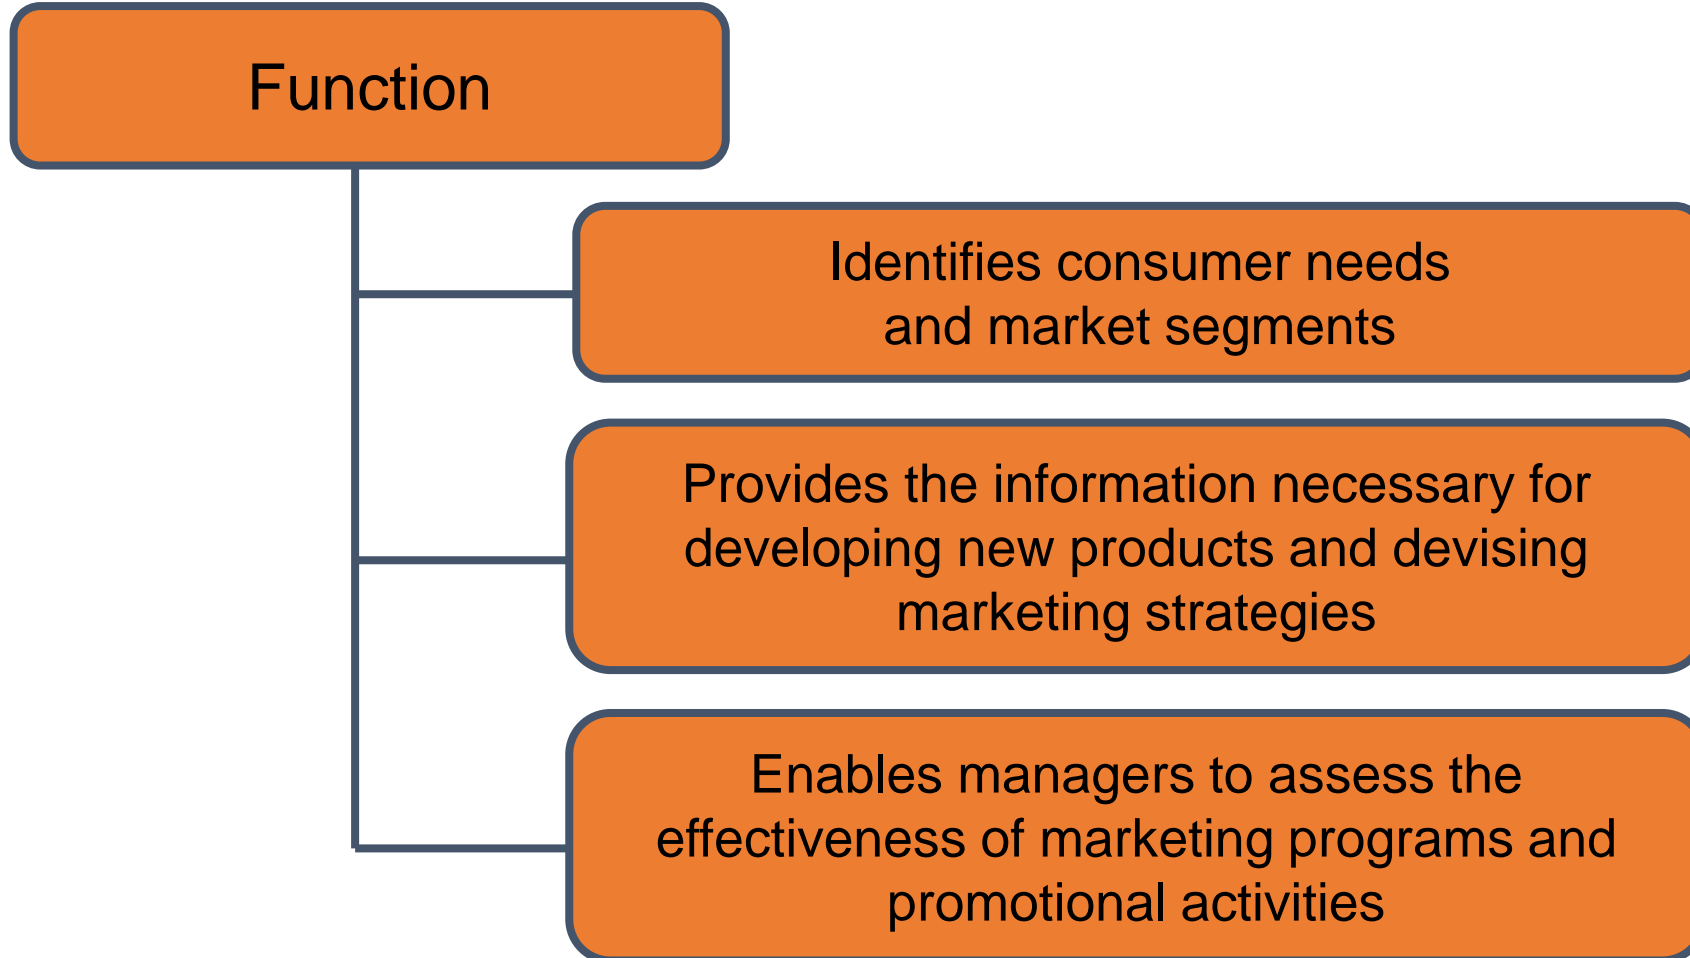 Function
Identifies consumer needs
and market segments
Provides the information necessary for
developing new products and devising
marketing strategies
Enables managers to assess the
effectiveness of marketing programs and
promotional activities